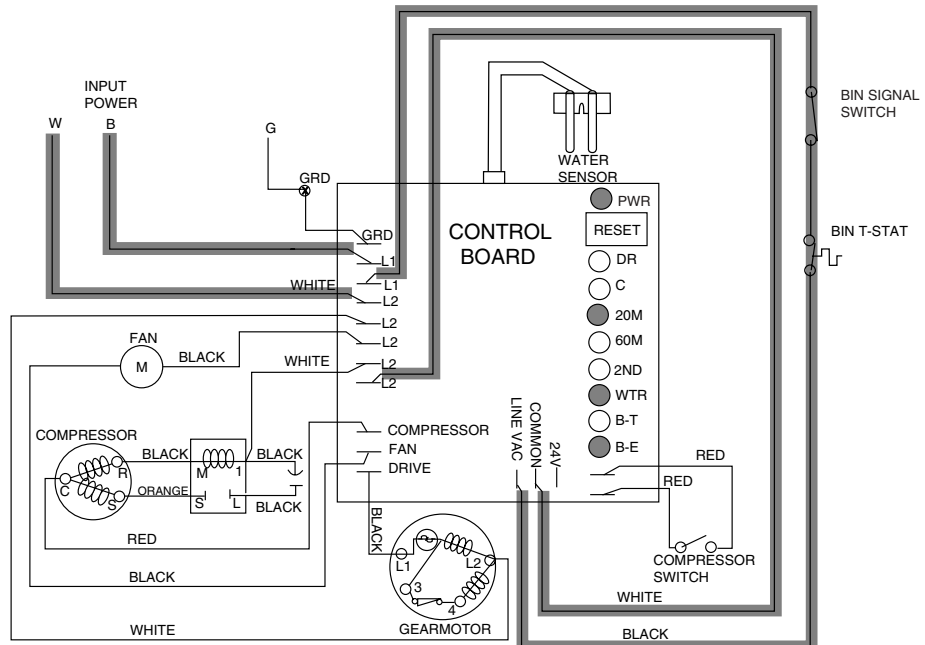 INPUT
POWER
W
B
G
GRD
BIN SIGNAL
SWITCH
WATER
SENSOR
PWR
CONTROL
BOARD
RESET
BIN T-STAT
GRD
L1
DR
WHITE
L1
C
L2
20M
L2
FAN
M
BLACK
L2
60M
WHITE
L2
2ND
L2
WTR
LINE VAC
COMMON
24V
B-T
COMPRESSOR
COMPRESSOR
FAN
B-E
DRIVE
RED
RED
BLACK
BLACK
R
M
1
C
S
ORANGE
S
L
BLACK
RED
BLACK
BLACK
L1
L2
3
4
GEARMOTOR
COMPRESSOR
SWITCH
WHITE
WHITE
BLACK